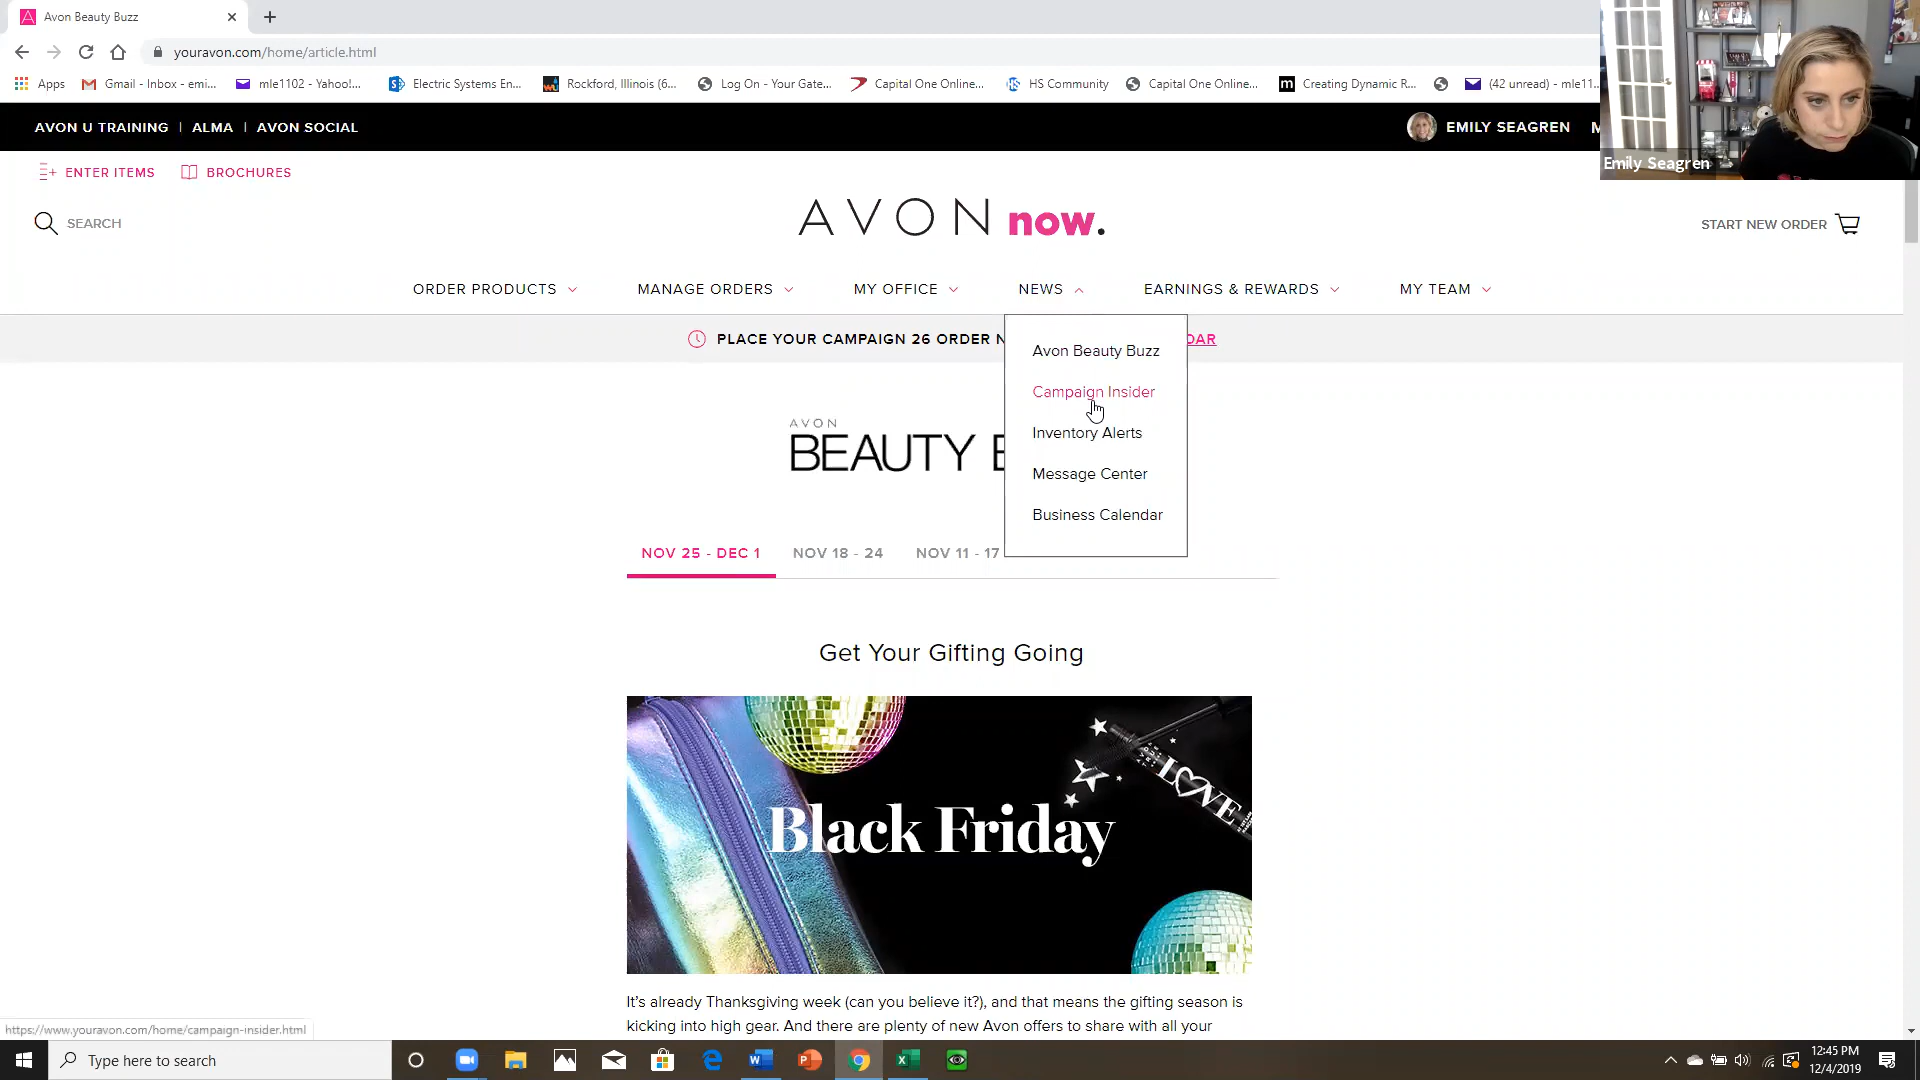 Avon Beauty Buzz
youravon.com/home/article.html
Apps Gmail - Inbox - emi... mle1102 - Yahoo!... Electric Systems En... Rockford, Illinois (6... Log On - Your Gate... Capital One Online... HS Community Capital One Online... Creating Dynamic R... (42 unread) - mle11...
AVON U TRAINING | ALMA | AVON SOCIAL EMILY SEAGREN
Emily Seagren
ENTER ITEMS BROCHURES
SEARCH
AVON now.
START NEW ORDER
ORDER PRODUCTS MANAGE ORDERS MY OFFICE NEWS EARNINGS & REWARDS MY TEAM
PLACE YOUR CAMPAIGN 26 ORDER N DAR
Avon Beauty Buzz
Campaign Insider
Inventory Alerts
Message Center
Business Calendar
AVON
BEAUTY B
NOV 25 - DEC 1 NOV 18 - 24 NOV 11 - 17
Get Your Gifting Going
LOVE
Black Friday
It's already Thanksgiving week (can you believe it?), and that means the gifting season is
kicking into high gear. And there are plenty of new Avon offers to share with all your
https://www.youravon.com/home/campaign-insider.html
Type here to search
12:45 PM
12/4/2019